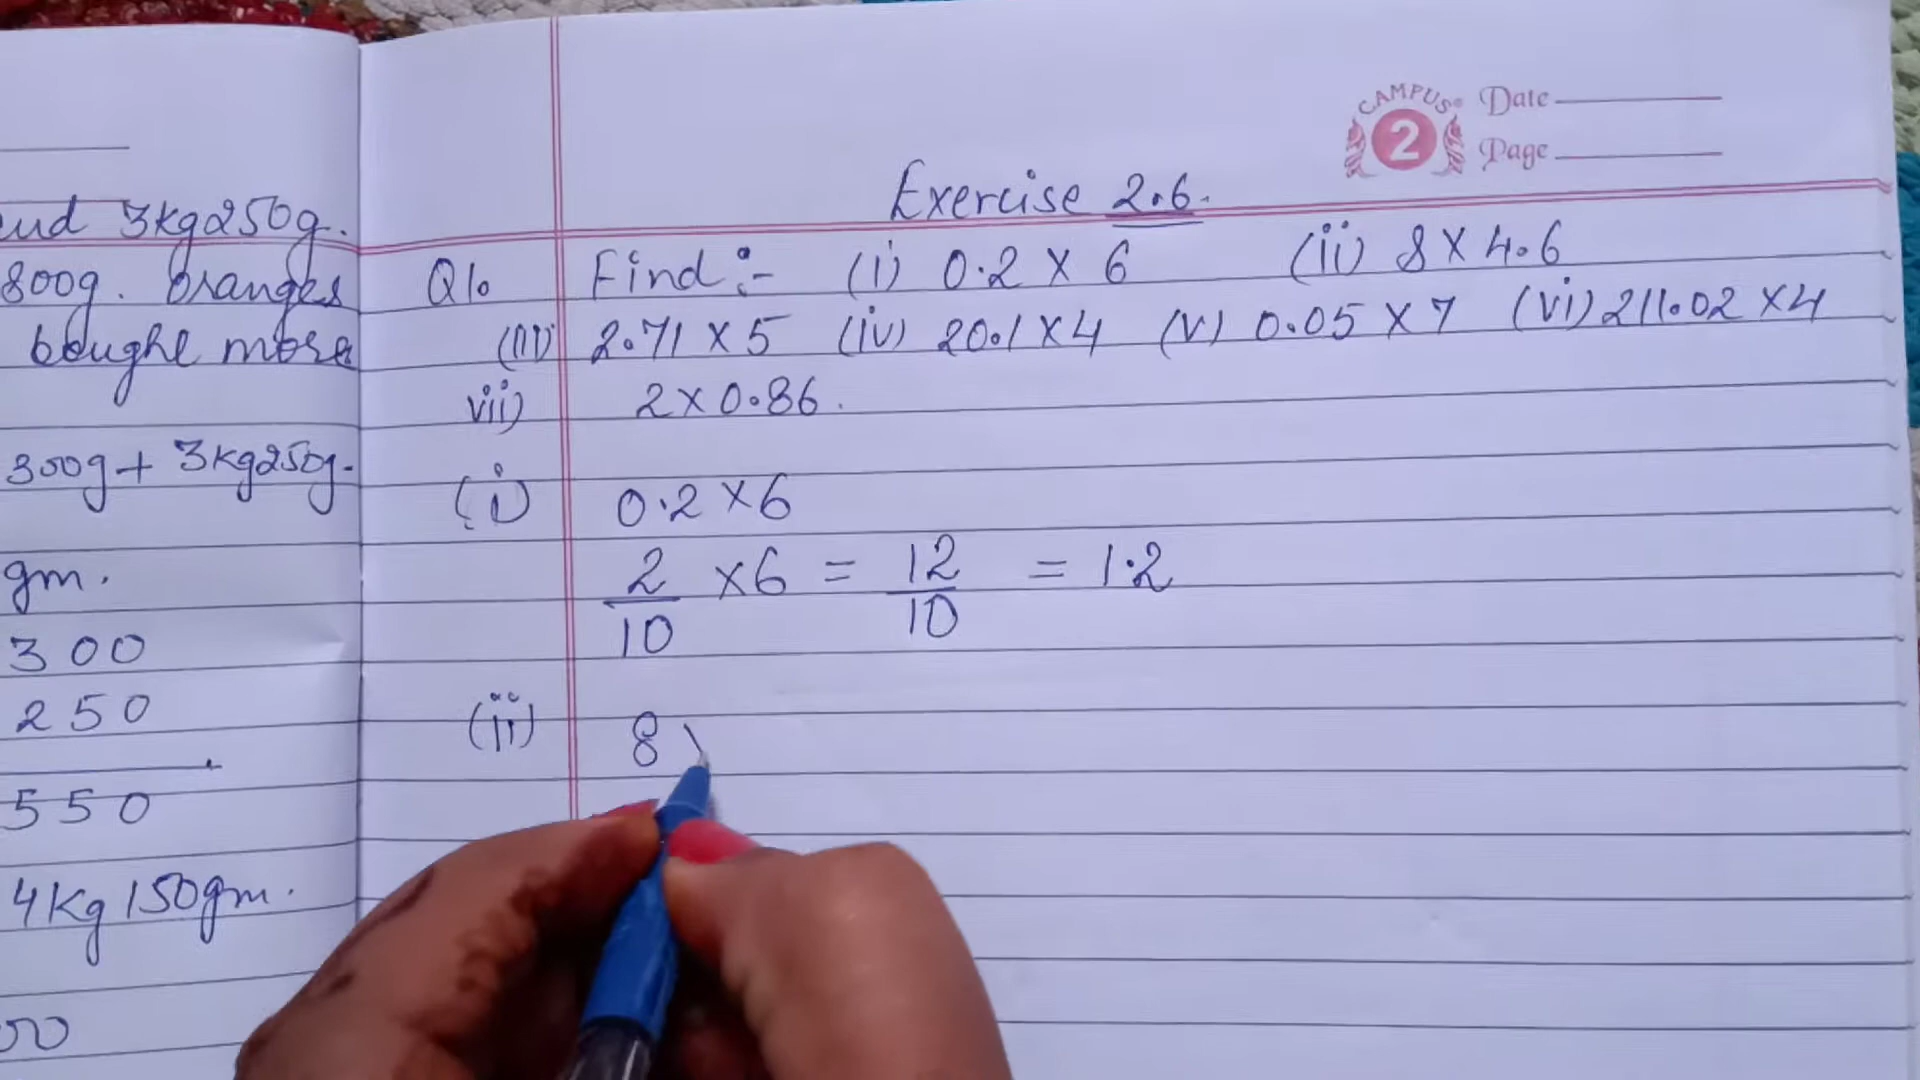 CAMPUS
2
Date
Page
3kg250g.
800g. Oranges
bought more
300g + 3kg250g.
gm.
300
250
550
4Kg 150gm.
Exercise 2.6.
Q1. Find:- (i) 0.2 × 6 (ii) 8 × 4.6
(III) 2.71 × 5 (iv) 20.1 × 4 (v) 0.05 × 7 (vi) 211.02 × 4
vii) 2 × 0.86.
(i) 0.2 × 6
2/10 × 6 = 12/10 = 1.2
(ii) 8